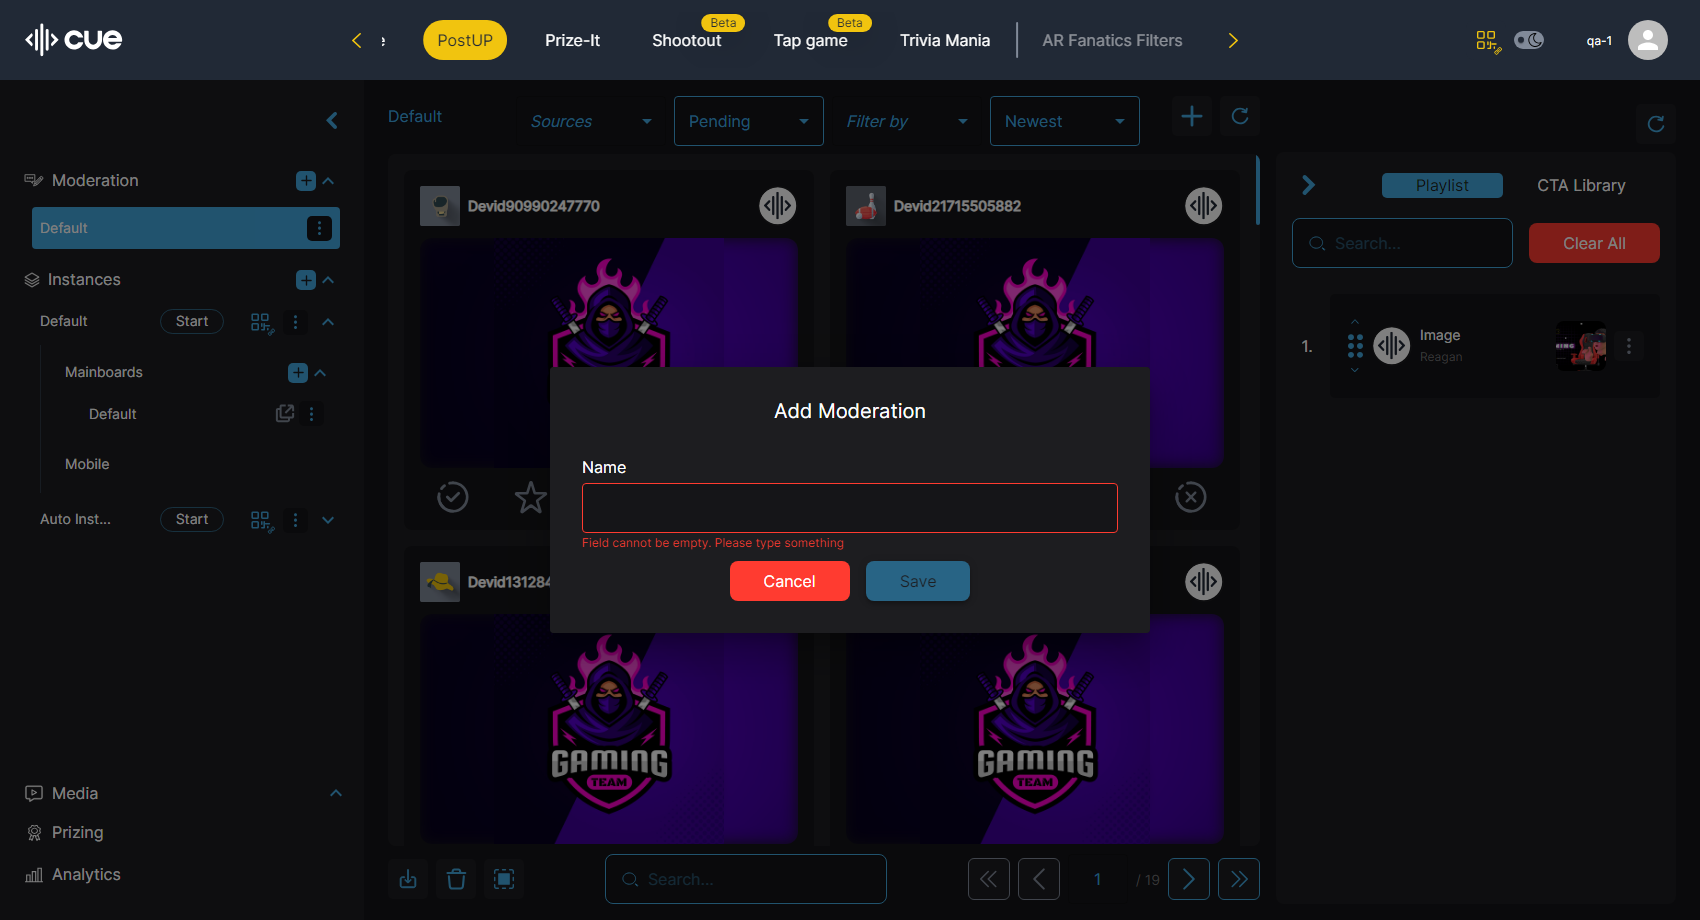 cue
PostUP
Prize-It
Beta
Shootout
Beta
Tap game
Trivia Mania
AR Fanatics Filters
qa-1
Moderation
Default
Instances
Default
Start
Mainboards
Default
Mobile
Auto Inst...
Start
Media
Prizing
Analytics
Default
Sources
Pending
Filter by
Newest
Devid90990247770
Devid21715505882
Devid131284
GAMING
TEAM
GAMING
TEAM
Add Moderation
Name
Field cannot be empty. Please type something
Cancel
Save
Search...
1
/ 19
Playlist
CTA Library
Search...
Clear All
1.
Image
Reagan